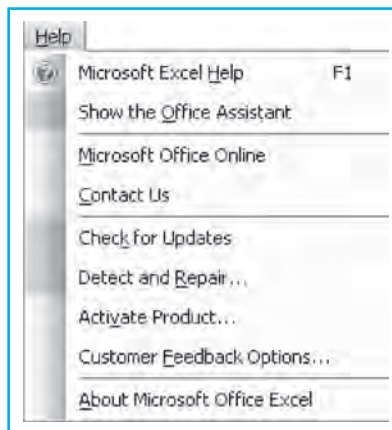 Help
Microsoft Excel Help F1
Show the Office Assistant
Microsoft Office Online
Contact Us
Check for Updates
Detect and Repair...
Activate Product...
Customer Feedback Options...
About Microsoft Office Excel